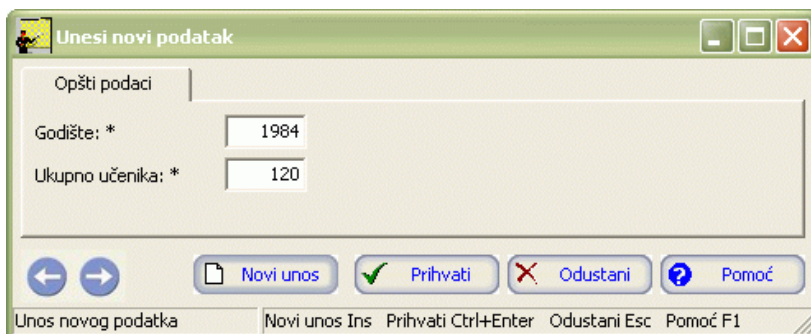 Unesi novi podatak
Opšti podaci
Godište: * 1984
Ukupno učenika: * 120
Novi unos Prihvati Odustani Pomoć
Unos novog podatka Novi unos Ins Prihvati Ctrl+Enter Odustani Esc Pomoć F1